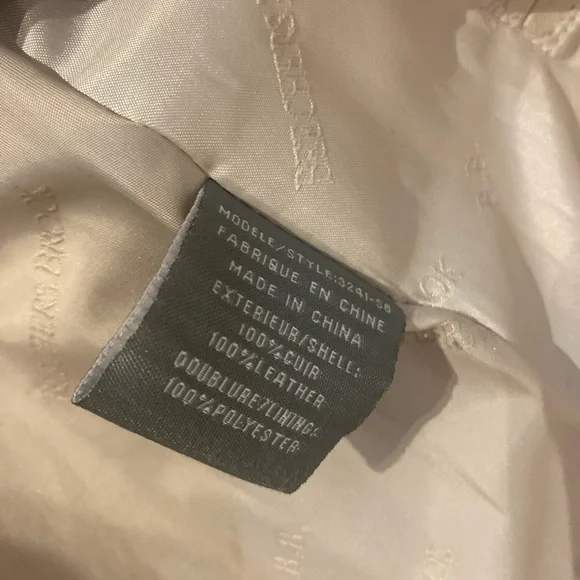 MODELE/STYLE:3241-SB
FABRIQUE EN CHINE
MADE IN CHINA
EXTERIEUR/SHELL:
100%CUIR
100%LEATHER
DOUBLURE/LINING:
100%POLYESTER